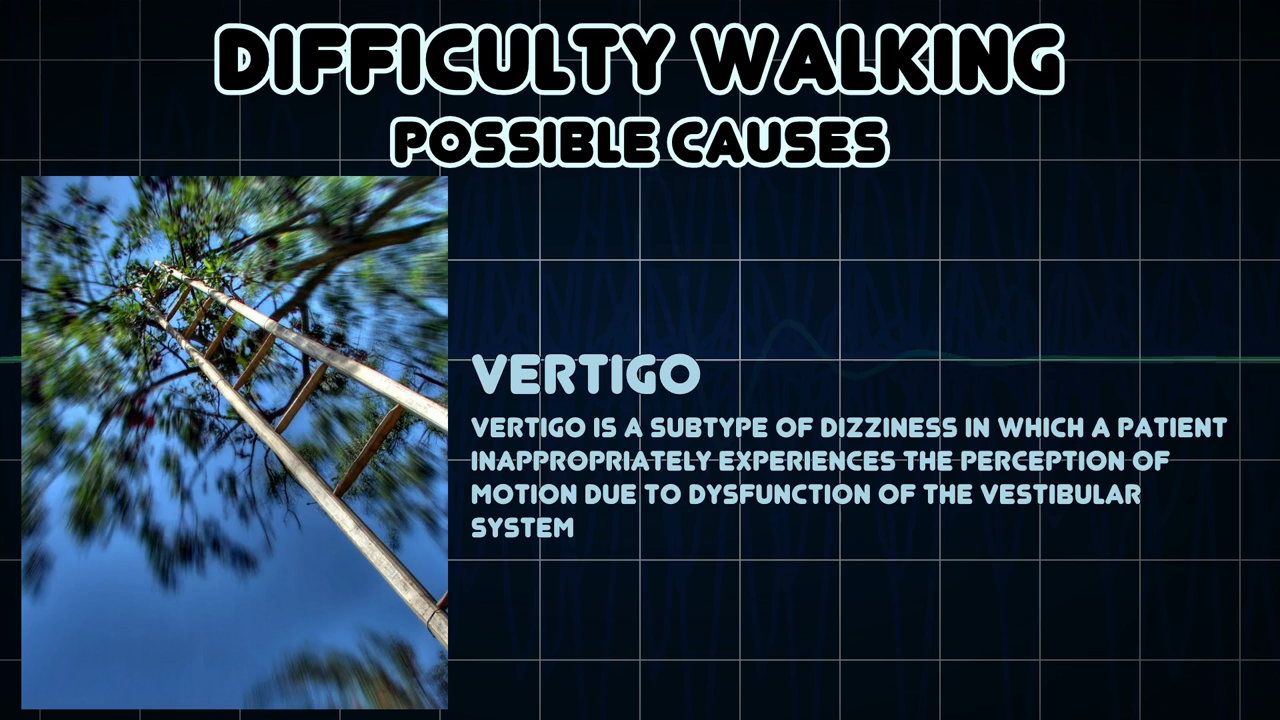 DIFFICULTY WALKING
POSSIBLE CAUSES
VERTIGO
VERTIGO IS A SUBTYPE OF DIZZINESS IN WHICH A PATIENT
INAPPROPRIATELY EXPERIENCES THE PERCEPTION OF
MOTION DUE TO DYSFUNCTION OF THE VESTIBULAR
SYSTEM